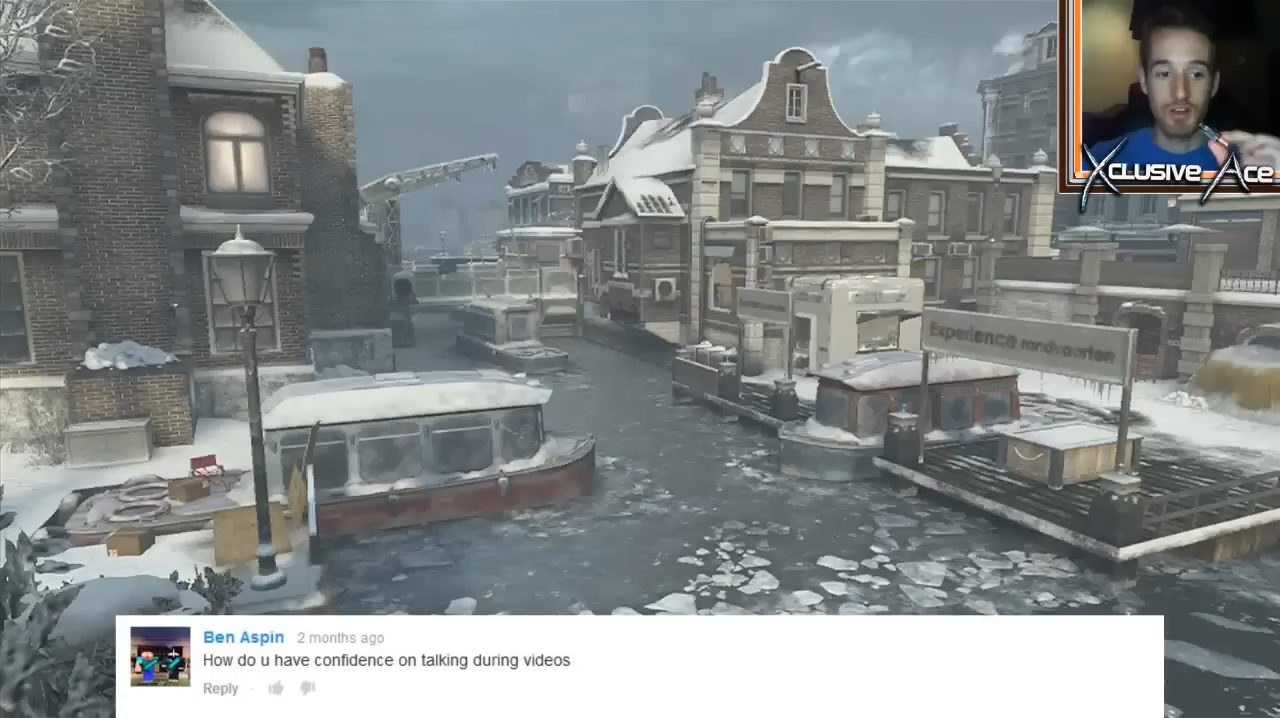 XCLUSIVE ACE
Experience rondvaarten
Ben Aspin 2 months ago
How do u have confidence on talking during videos
Reply